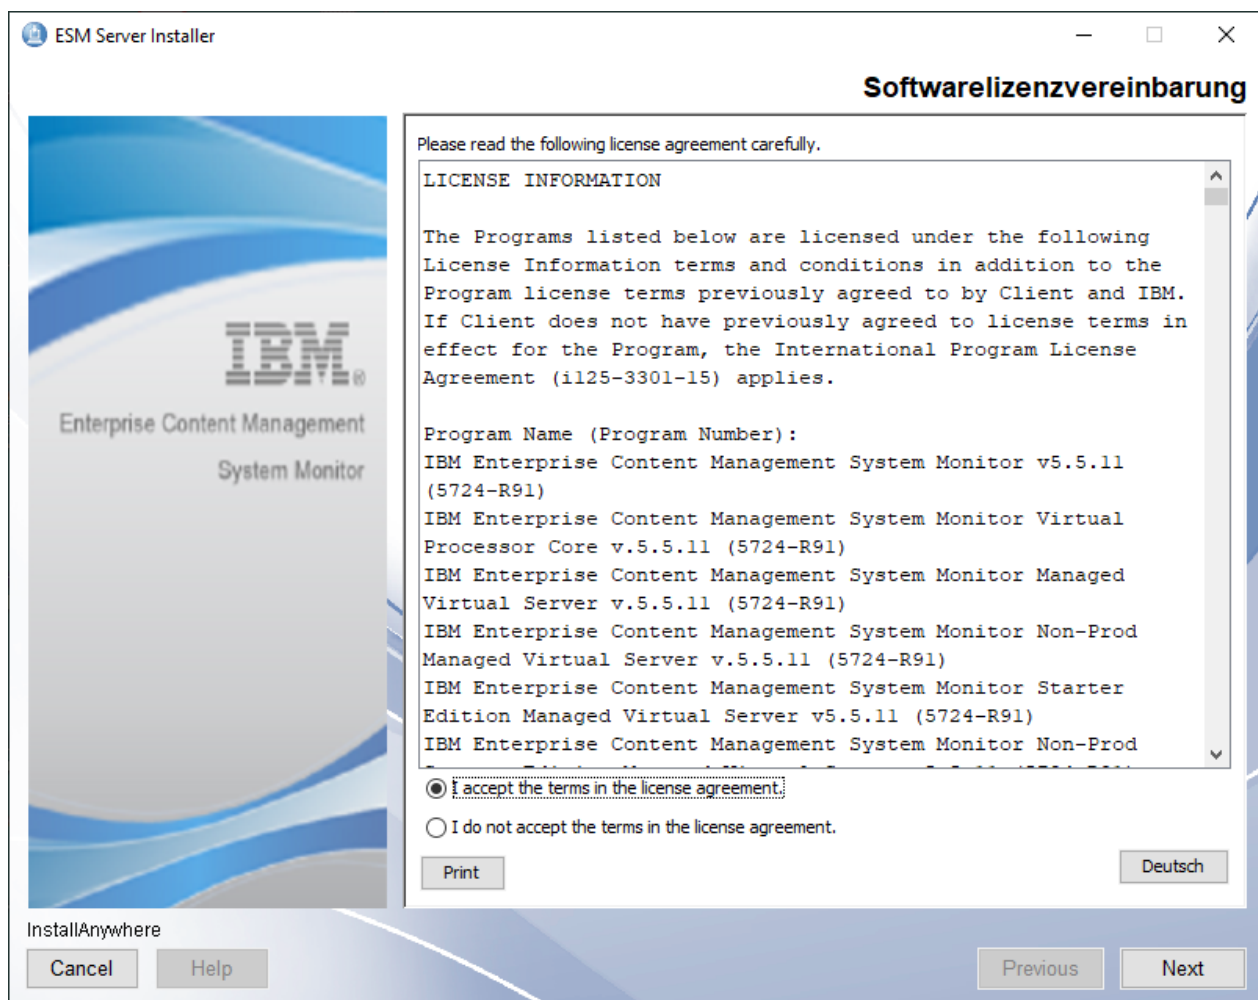 ESM Server Installer
Softwarelizenzvereinbarung
IBM®
Enterprise Content Management
System Monitor
Please read the following license agreement carefully.
LICENSE INFORMATION
The Programs listed below are licensed under the following
License Information terms and conditions in addition to the
Program license terms previously agreed to by Client and IBM.
If Client does not have previously agreed to license terms in
effect for the Program, the International Program License
Agreement (i125-3301-15) applies.
Program Name (Program Number):
IBM Enterprise Content Management System Monitor v5.5.11
(5724-R91)
IBM Enterprise Content Management System Monitor Virtual
Processor Core v.5.5.11 (5724-R91)
IBM Enterprise Content Management System Monitor Managed
Virtual Server v.5.5.11 (5724-R91)
IBM Enterprise Content Management System Monitor Non-Prod
Managed Virtual Server v.5.5.11 (5724-R91)
IBM Enterprise Content Management System Monitor Starter
Edition Managed Virtual Server v5.5.11 (5724-R91)
IBM Enterprise Content Management System Monitor Non-Prod
I accept the terms in the license agreement.
I do not accept the terms in the license agreement.
Print
Deutsch
InstallAnywhere
Cancel
Help
Previous
Next